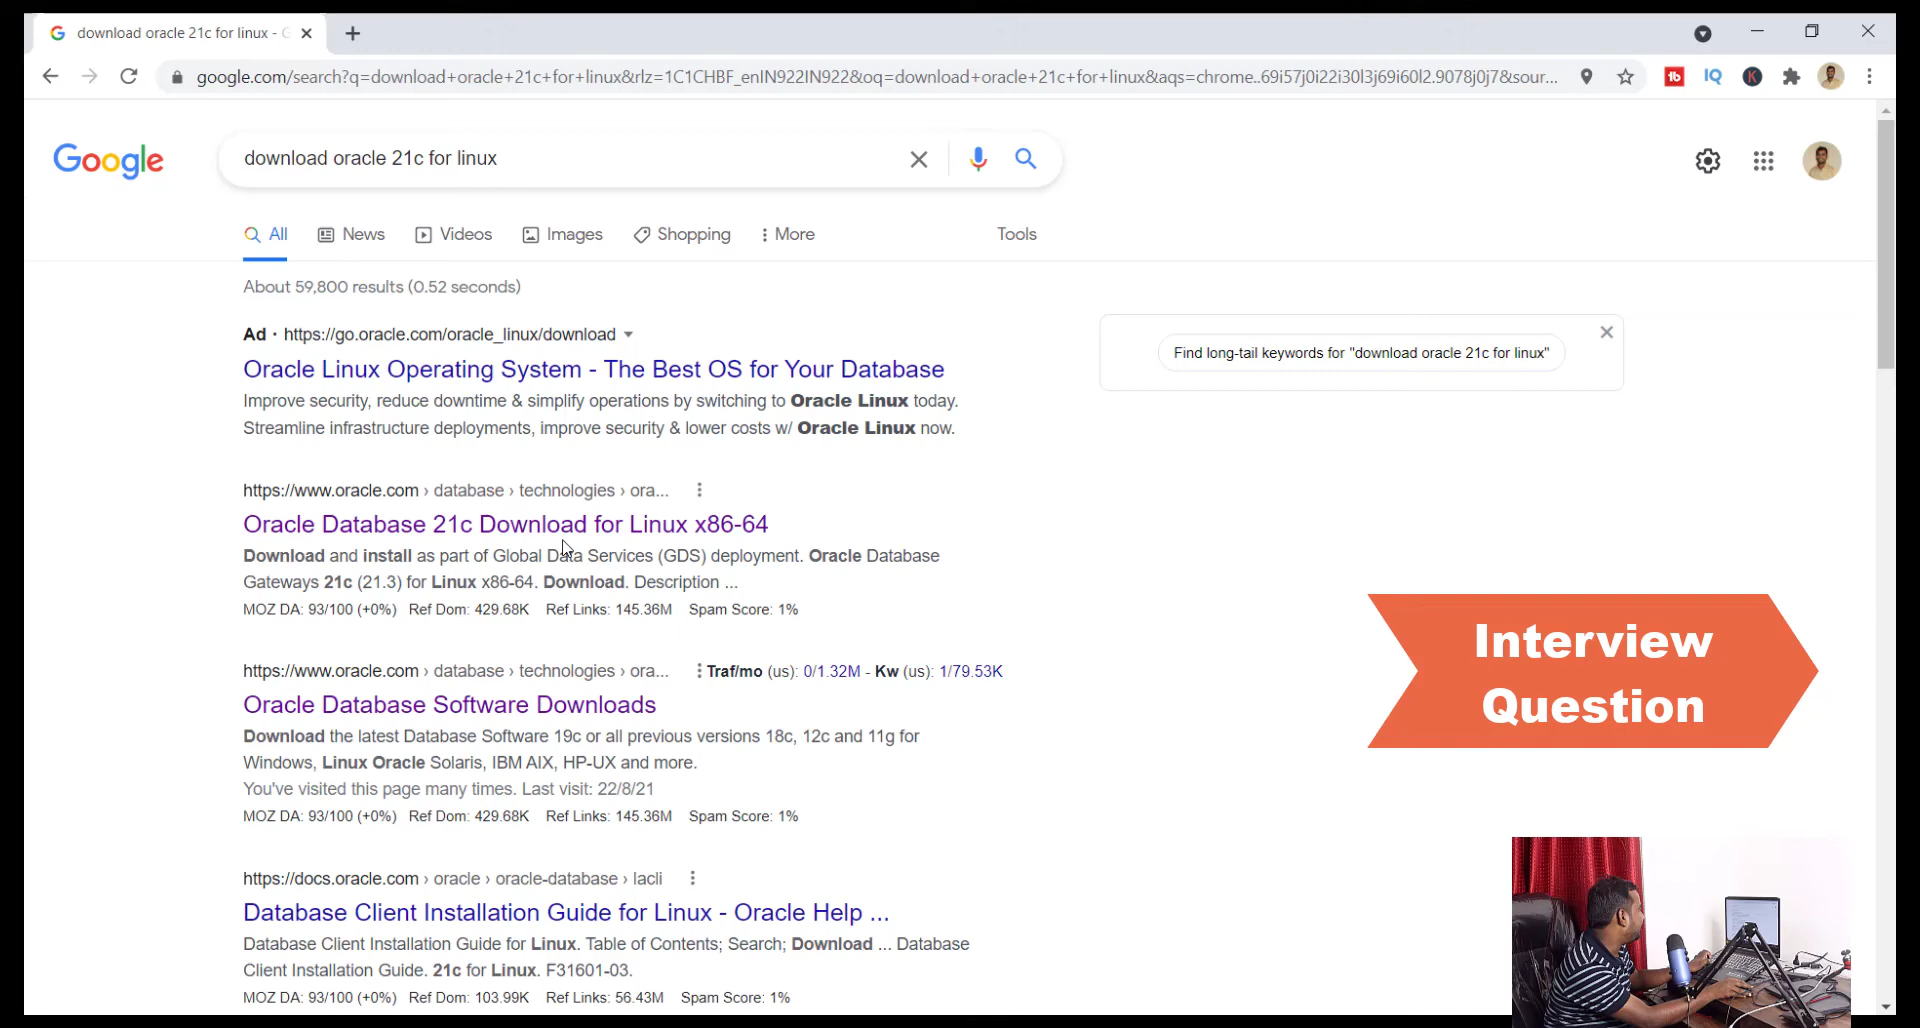 download oracle 21c for linux - G
google.com/search?q=download+oracle+21c+for+linux&rlz=1C1CHBF_enIN922IN922&oq=download+oracle+21c+for+linux&aqs=chrome..69i57j0i22i30l3j69i60l2.9078j0j7&sour...
Google
download oracle 21c for linux
All News Videos Images Shopping More Tools
About 59,800 results (0.52 seconds)
Ad · https://go.oracle.com/oracle_linux/download
Oracle Linux Operating System - The Best OS for Your Database
Improve security, reduce downtime & simplify operations by switching to Oracle Linux today.
Streamline infrastructure deployments, improve security & lower costs w/ Oracle Linux now.
Find long-tail keywords for "download oracle 21c for linux"
https://www.oracle.com › database › technologies › ora...
Oracle Database 21c Download for Linux x86-64
Download and install as part of Global Data Services (GDS) deployment. Oracle Database
Gateways 21c (21.3) for Linux x86-64. Download. Description ...
MOZ DA: 93/100 (+0%) Ref Dom: 429.68K Ref Links: 145.36M Spam Score: 1%
https://www.oracle.com › database › technologies › ora... Traf/mo (us): 0/1.32M - Kw (us): 1/79.53K
Oracle Database Software Downloads
Download the latest Database Software 19c or all previous versions 18c, 12c and 11g for
Windows, Linux Oracle Solaris, IBM AIX, HP-UX and more.
You've visited this page many times. Last visit: 22/8/21
MOZ DA: 93/100 (+0%) Ref Dom: 429.68K Ref Links: 145.36M Spam Score: 1%
Interview
Question
https://docs.oracle.com › oracle › oracle-database › lacli
Database Client Installation Guide for Linux - Oracle Help ...
Database Client Installation Guide for Linux. Table of Contents; Search; Download ... Database
Client Installation Guide. 21c for Linux. F31601-03.
MOZ DA: 93/100 (+0%) Ref Dom: 103.99K Ref Links: 56.43M Spam Score: 1%